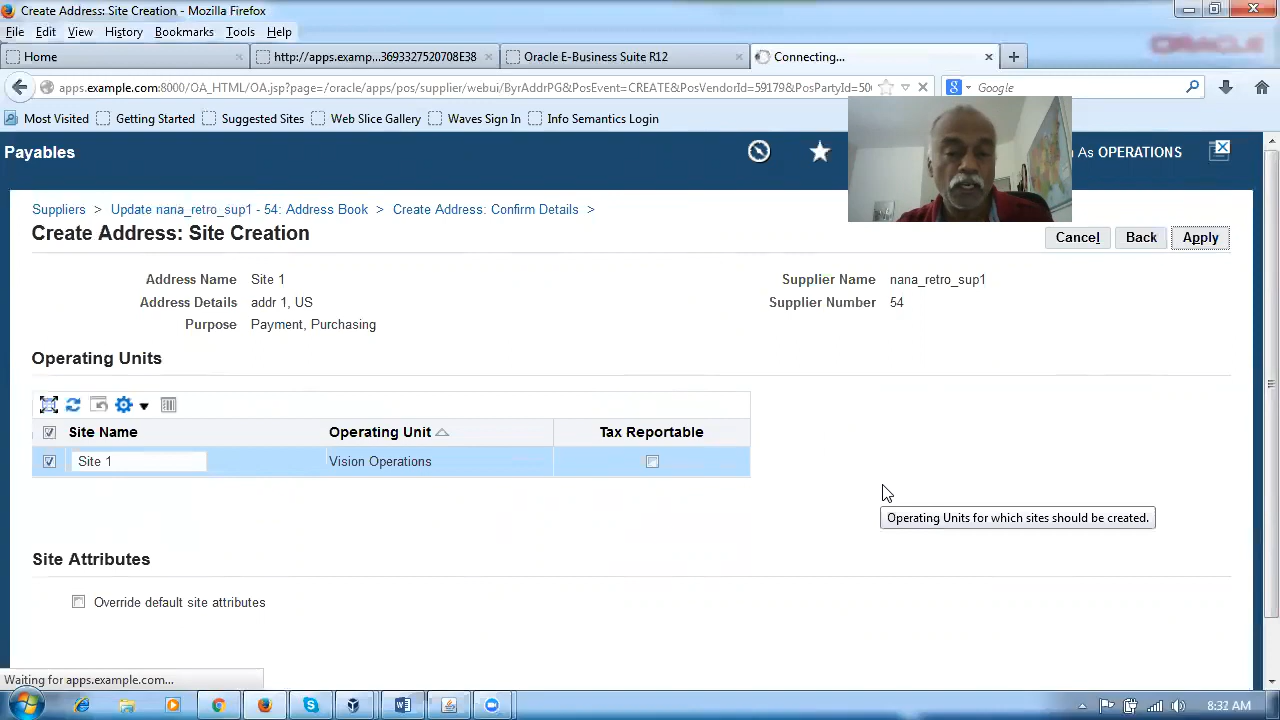 Create Address: Site Creation - Mozilla Firefox
File Edit View History Bookmarks Tools Help
Home
http://apps.examp...3693327520708E38
Oracle E-Business Suite R12
Connecting...
apps.example.com:8000/OA_HTML/OA.jsp?page=/oracle/apps/pos/supplier/webui/ByrAddrPG&PosEvent=CREATE&PosVendorId=59179&PosPartyId=50
Google
Most Visited Getting Started Suggested Sites Web Slice Gallery Waves Sign In Info Semantics Login
ORACLE
Payables
As OPERATIONS
Suppliers > Update nana_retro_sup1 - 54: Address Book > Create Address: Confirm Details >
Create Address: Site Creation
Cancel Back Apply
Address Name Site 1
Supplier Name nana_retro_sup1
Address Details addr 1, US
Supplier Number 54
Purpose Payment, Purchasing
Operating Units
Site Name Operating Unit Tax Reportable
Site 1 Vision Operations
Operating Units for which sites should be created.
Site Attributes
Override default site attributes
Waiting for apps.example.com...
8:32 AM